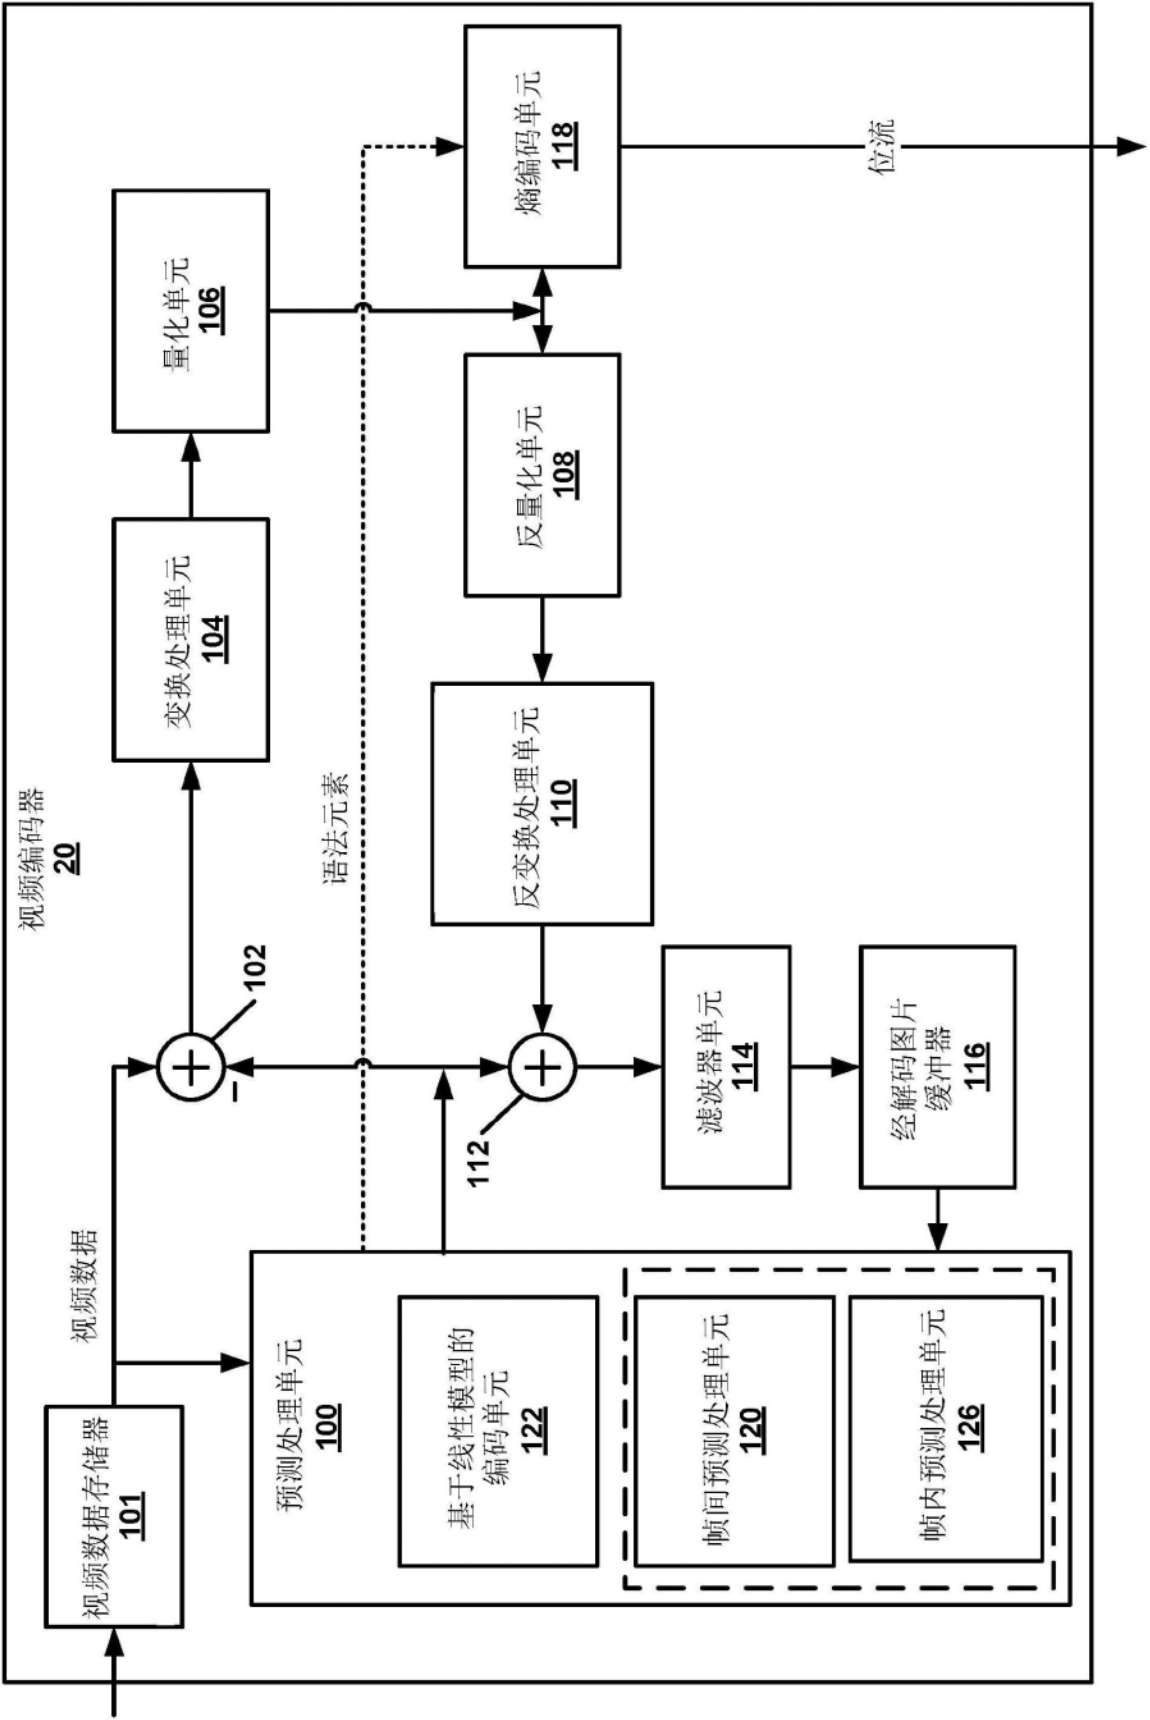 视频编码器
20
视频数据存储器
101
视频数据
102
变换处理单元
104
量化单元
106
语法元素
预测处理单元
100
基于线性模型的
编码单元
122
帧间预测处理单元
120
帧内预测处理单元
126
112
反变换处理单元
110
反量化单元
108
熵编码单元
118
位流
滤波器单元
114
经解码图片
缓冲器
116